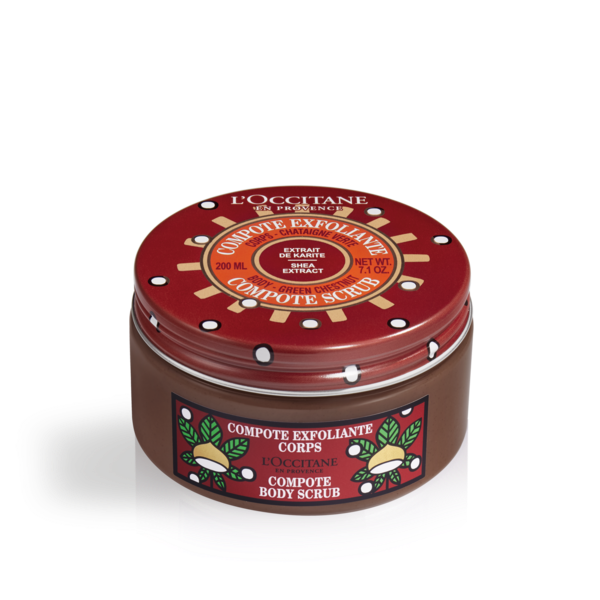 L'OCCITANE
EN PROVENCE
COMPOTE EXFOLIANTE
CORPS - CHATAIGNE VERTE
EXTRAIT
DE KARITE
SHEA
EXTRACT
200 ML
NET WT.
7.1 OZ.
BODY - GREEN CHESTNUT
COMPOTE SCRUB
COMPOTE EXFOLIANTE
CORPS
L'OCCITANE
EN PROVENCE
COMPOTE
BODY SCRUB